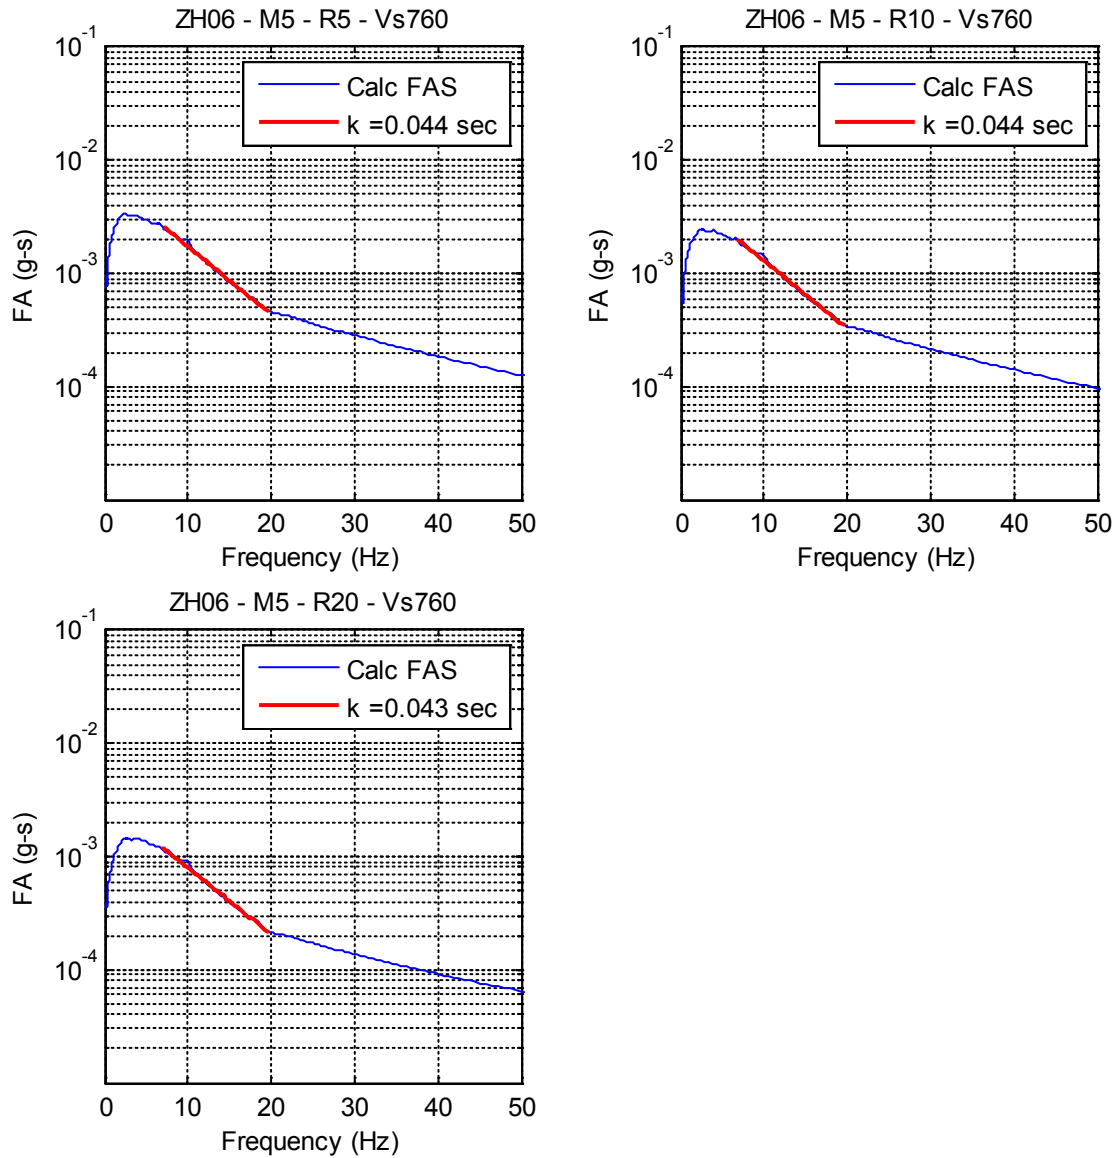 ZH06 - M5 - R5 - Vs760
10^-1
10^-2
10^-3
10^-4
FA (g-s)
Calc FAS
k =0.044 sec
0 10 20 30 40 50
Frequency (Hz)
ZH06 - M5 - R10 - Vs760
10^-1
10^-2
10^-3
10^-4
FA (g-s)
Calc FAS
k =0.044 sec
0 10 20 30 40 50
Frequency (Hz)
ZH06 - M5 - R20 - Vs760
10^-1
10^-2
10^-3
10^-4
FA (g-s)
Calc FAS
k =0.043 sec
0 10 20 30 40 50
Frequency (Hz)